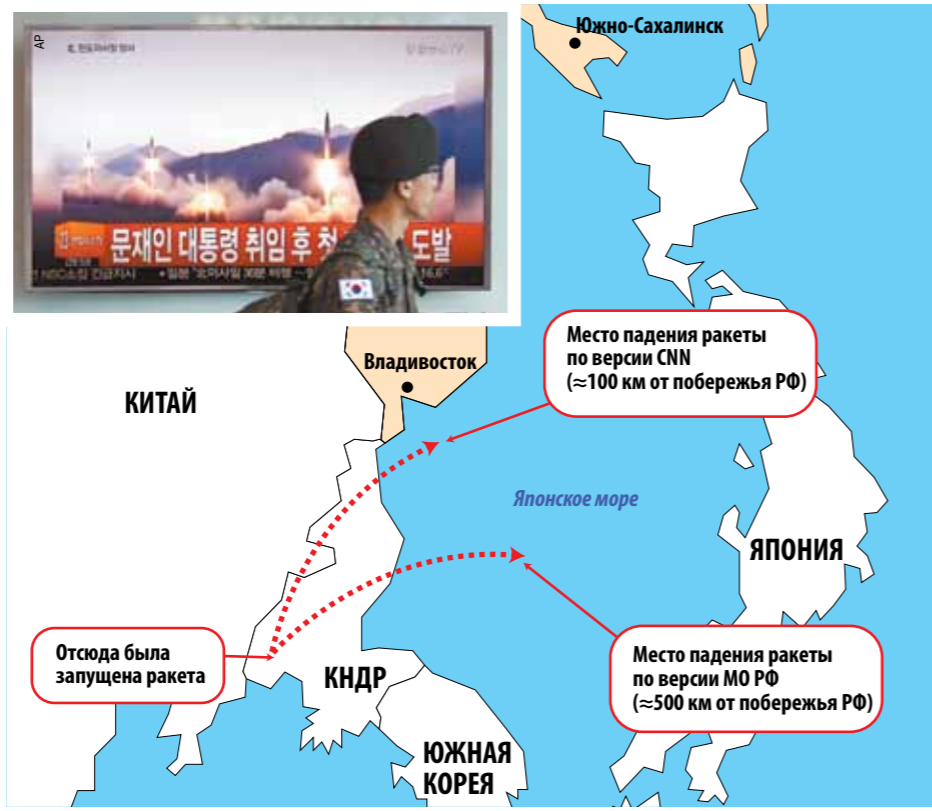 AP
문재인 대통령 취임 후 첫 도발
Южно-Сахалинск
Владивосток
КИТАЙ
Место падения ракеты
по версии CNN
(≈100 км от побережья РФ)
Японское море
ЯПОНИЯ
Отсюда была
запущена ракета
КНДР
Место падения ракеты
по версии МО РФ
(≈500 км от побережья РФ)
ЮЖНАЯ
КОРЕЯ